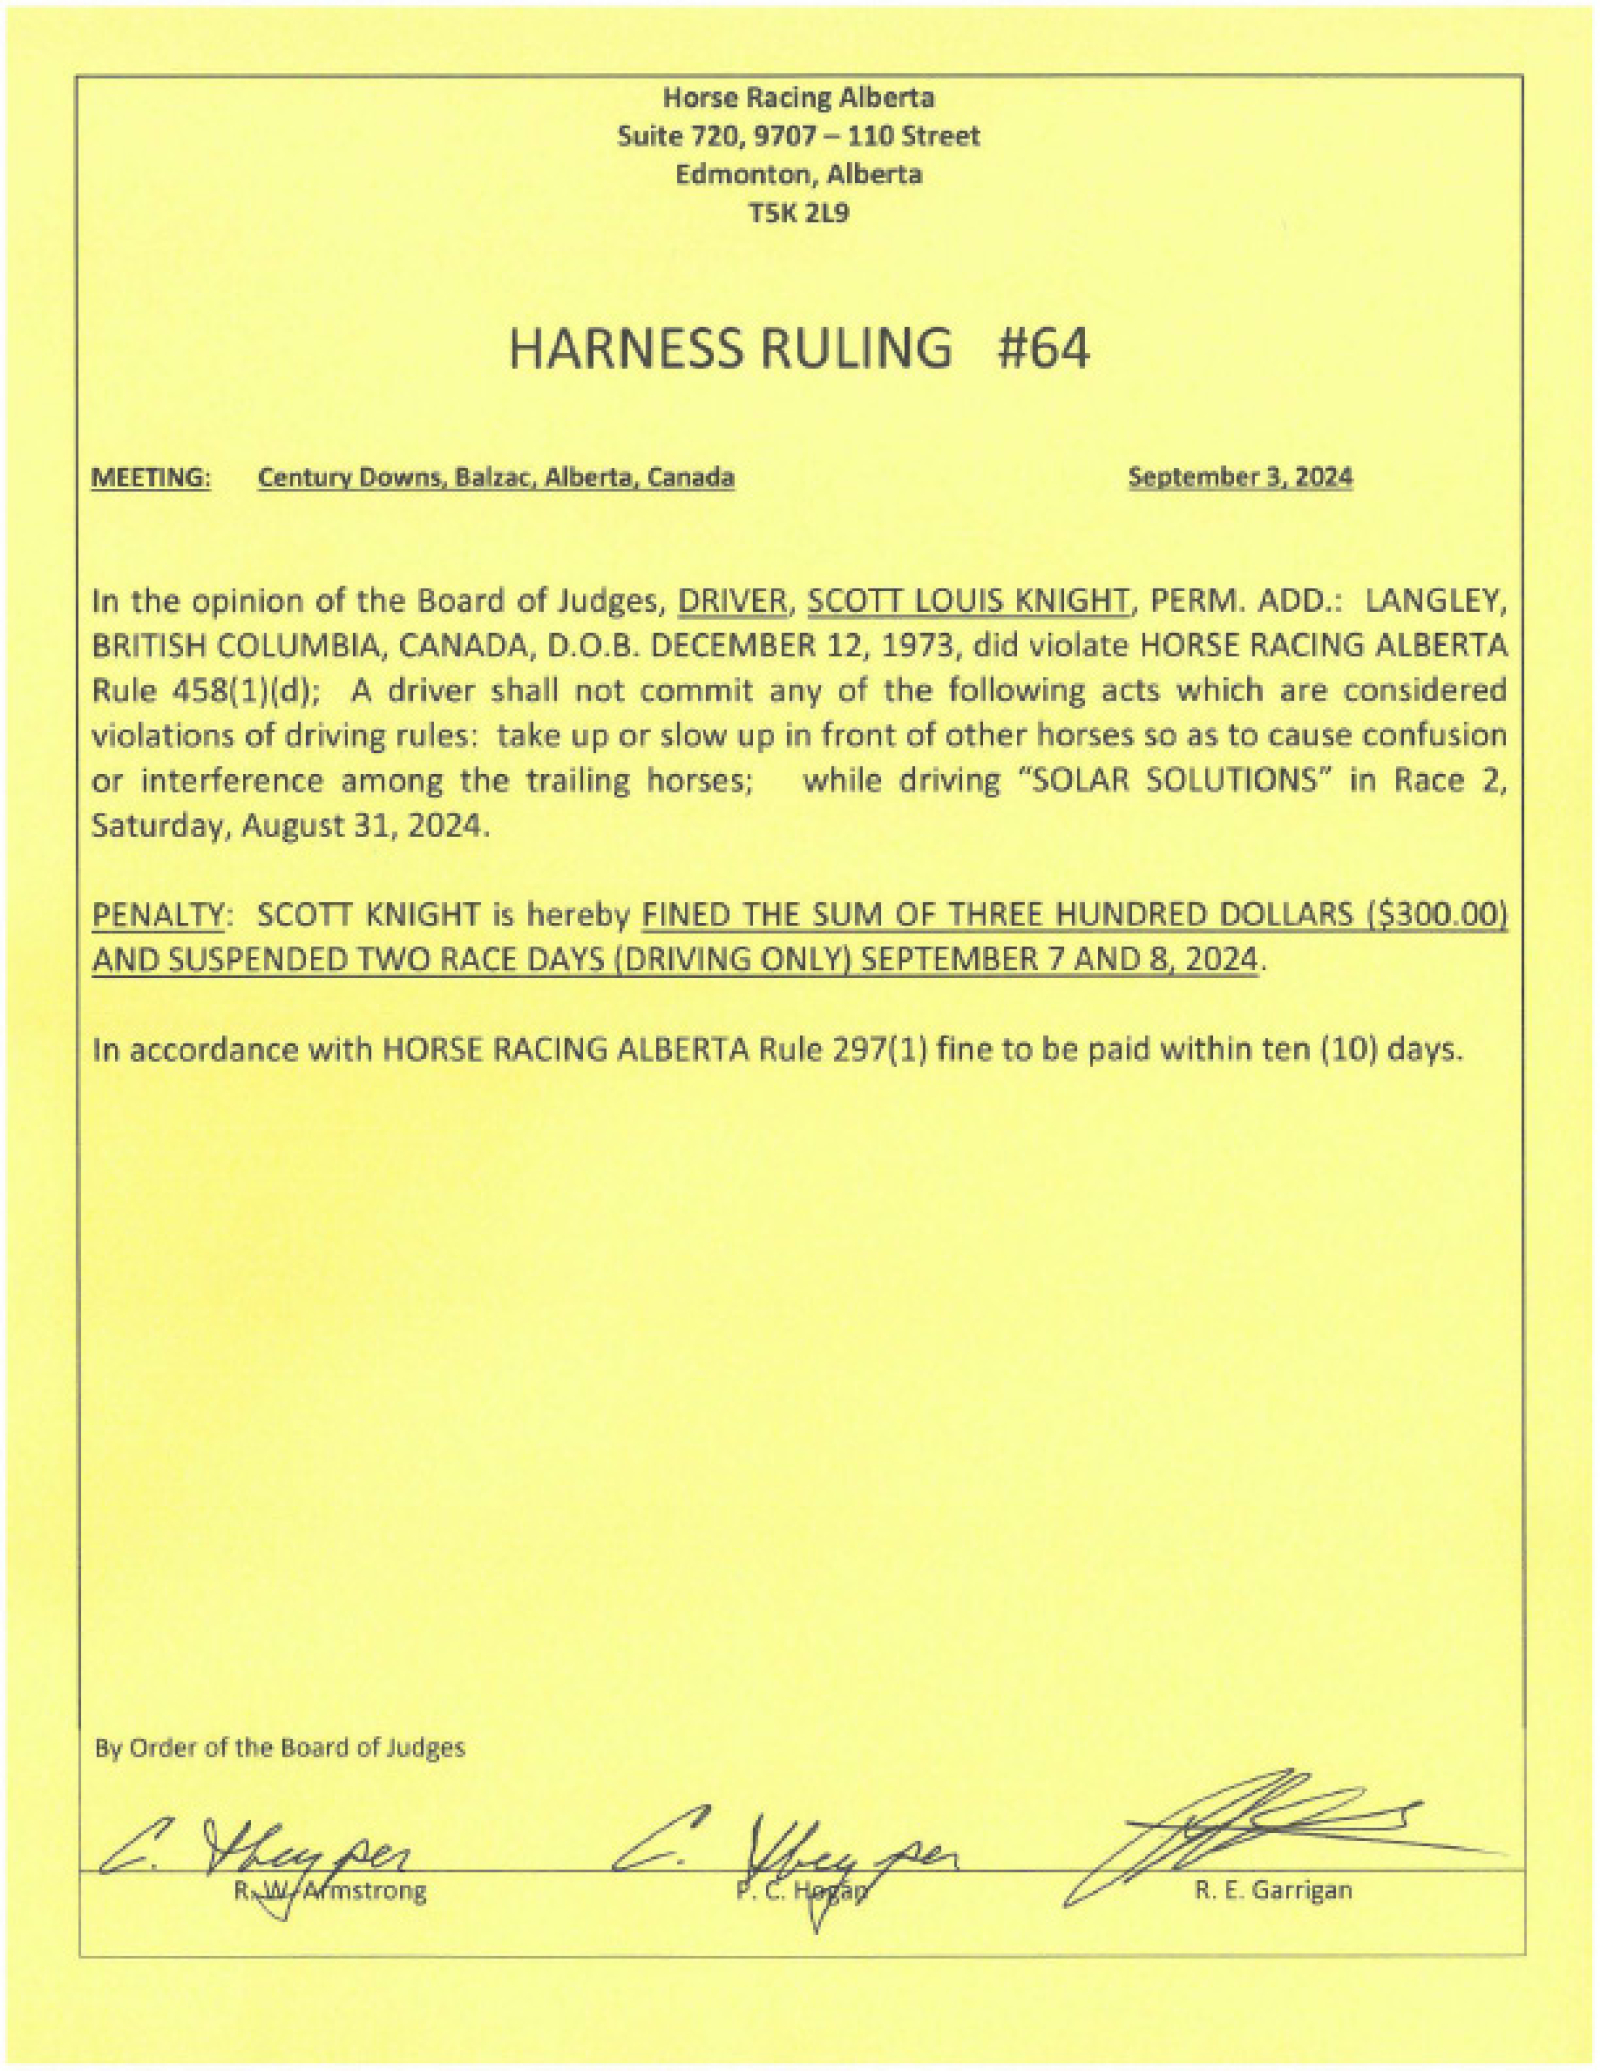 Horse Racing Alberta
Suite 720, 9707 – 110 Street
Edmonton, Alberta
T5K 2L9
HARNESS RULING #64
MEETING: Century Downs, Balzac, Alberta, Canada September 3, 2024
In the opinion of the Board of Judges, DRIVER, SCOTT LOUIS KNIGHT, PERM. ADD.: LANGLEY,
BRITISH COLUMBIA, CANADA, D.O.B. DECEMBER 12, 1973, did violate HORSE RACING ALBERTA
Rule 458(1)(d); A driver shall not commit any of the following acts which are considered
violations of driving rules: take up or slow up in front of other horses so as to cause confusion
or interference among the trailing horses; while driving “SOLAR SOLUTIONS” in Race 2,
Saturday, August 31, 2024.
PENALTY: SCOTT KNIGHT is hereby FINED THE SUM OF THREE HUNDRED DOLLARS ($300.00)
AND SUSPENDED TWO RACE DAYS (DRIVING ONLY) SEPTEMBER 7 AND 8, 2024.
In accordance with HORSE RACING ALBERTA Rule 297(1) fine to be paid within ten (10) days.
By Order of the Board of Judges
R. W. Armstrong P. C. Hogan R. E. Garrigan